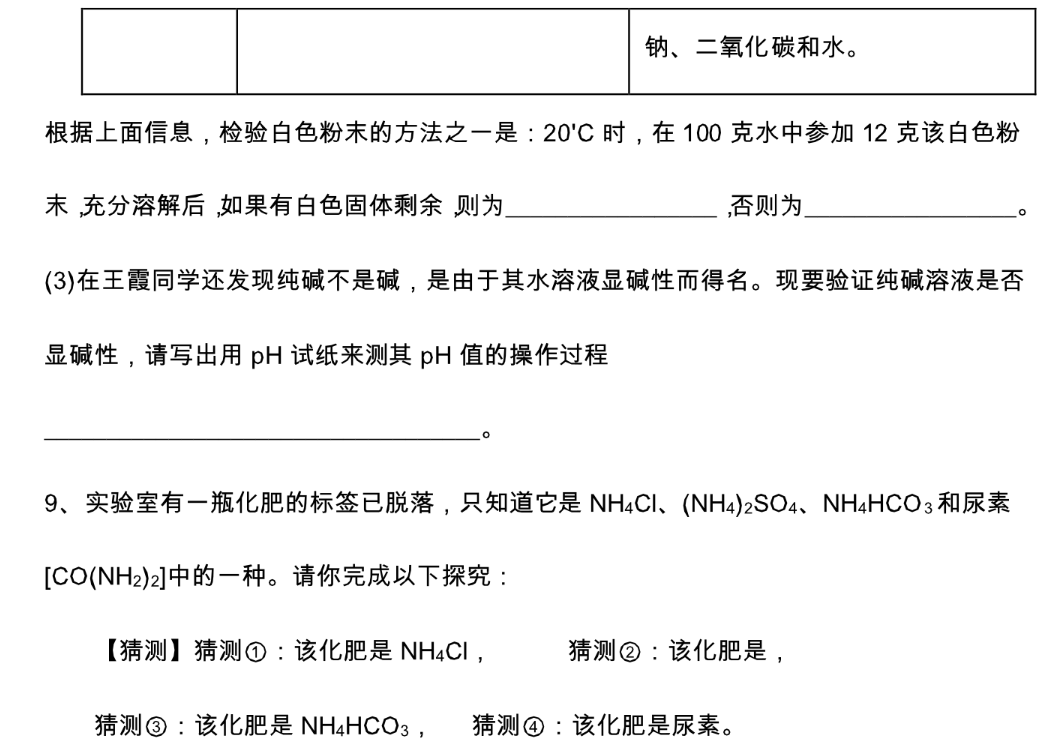 钠、二氧化碳和水。
根据上面信息，检验白色粉末的方法之一是：20'C 时，在 100 克水中参加 12 克该白色粉
末 ,充分溶解后 ,如果有白色固体剩余 ,则为_________________ ,否则为_________________。
(3)在王霞同学还发现纯碱不是碱，是由于其水溶液显碱性而得名。现要验证纯碱溶液是否
显碱性，请写出用 pH 试纸来测其 pH 值的操作过程
___________________________________。
9、实验室有一瓶化肥的标签已脱落，只知道它是 NH₄Cl、(NH₄)₂SO₄、NH₄HCO₃和尿素
[CO(NH₂)₂]中的一种。请你完成以下探究：
【猜测】猜测①：该化肥是 NH₄Cl， 猜测②：该化肥是，
猜测③：该化肥是 NH₄HCO₃， 猜测④：该化肥是尿素。